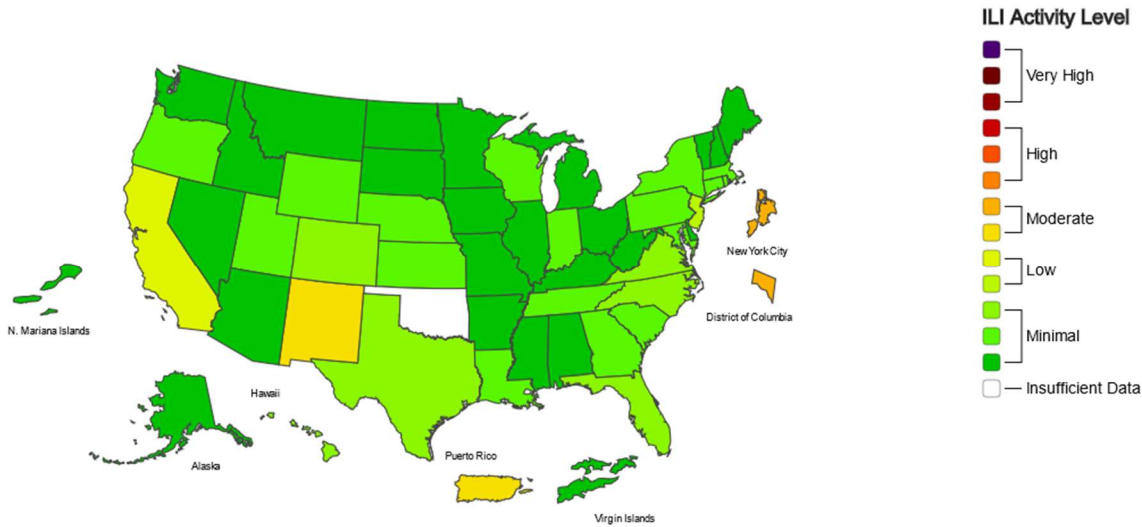 ILI Activity Level
Very High
High
Moderate
Low
Minimal
Insufficient Data
New York City
District of Columbia
N. Mariana Islands
Hawaii
Alaska
Puerto Rico
Virgin Islands